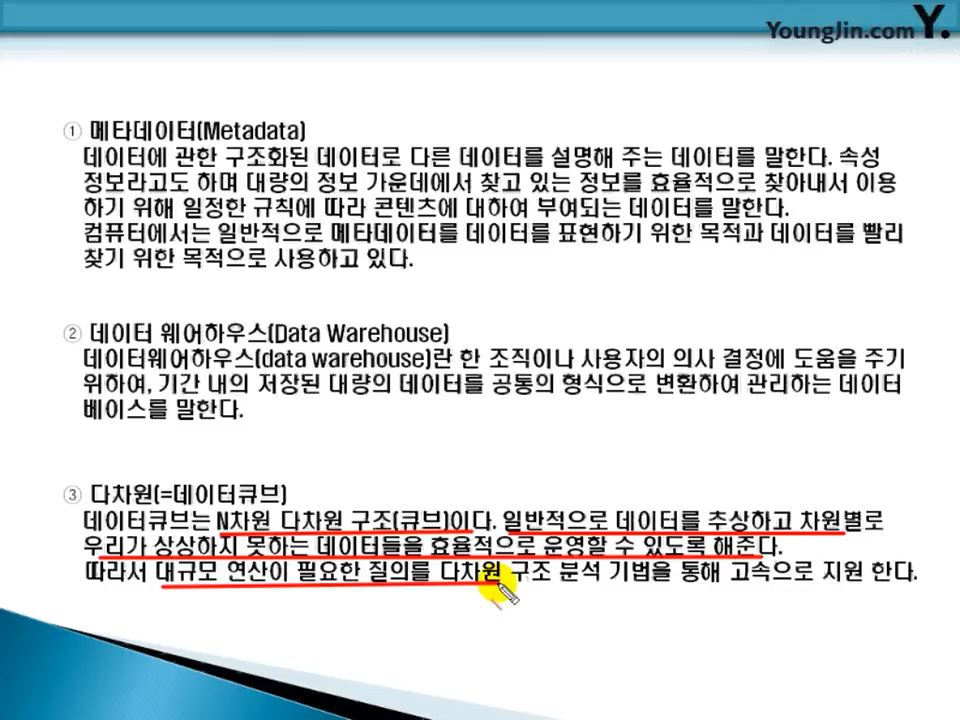 YoungJin.com Y.
① 메타데이터(Metadata)
데이터에 관한 구조화된 데이터로 다른 데이터를 설명해 주는 데이터를 말한다. 속성
정보라고도 하며 대량의 정보 가운데에서 찾고 있는 정보를 효율적으로 찾아내서 이용
하기 위해 일정한 규칙에 따라 콘텐츠에 대하여 부여되는 데이터를 말한다.
컴퓨터에서는 일반적으로 메타데이터를 데이터를 표현하기 위한 목적과 데이터를 빨리
찾기 위한 목적으로 사용하고 있다.
② 데이터 웨어하우스(Data Warehouse)
데이터웨어하우스(data warehouse)란 한 조직이나 사용자의 의사 결정에 도움을 주기
위하여, 기간 내의 저장된 대량의 데이터를 공통의 형식으로 변환하여 관리하는 데이터
베이스를 말한다.
③ 다차원(=데이터큐브)
데이터큐브는 N차원 다차원 구조(큐브)이다. 일반적으로 데이터를 추상하고 차원별로
우리가 상상하지 못하는 데이터들을 효율적으로 운영할 수 있도록 해준다.
따라서 대규모 연산이 필요한 질의를 다차원 구조 분석 기법을 통해 고속으로 지원 한다.